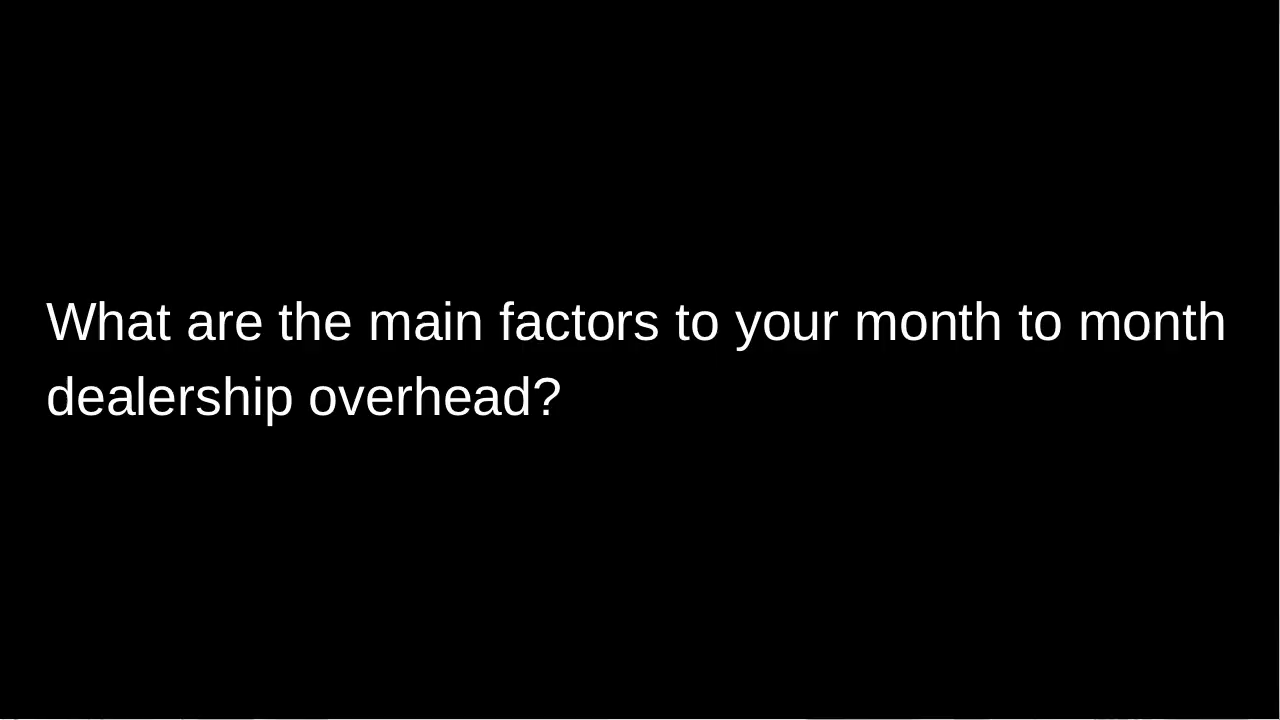 What are the main factors to your month to month
dealership overhead?